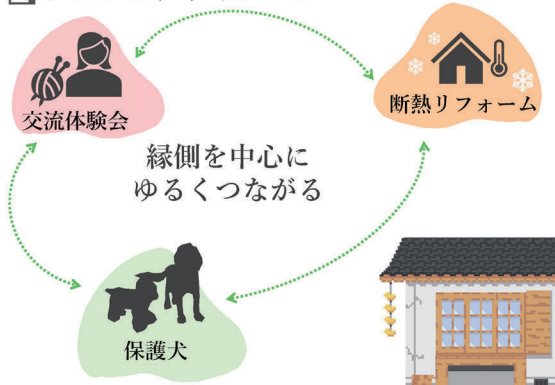 交流体験会
断熱リフォーム
縁側を中心に
ゆるくつながる
保護犬